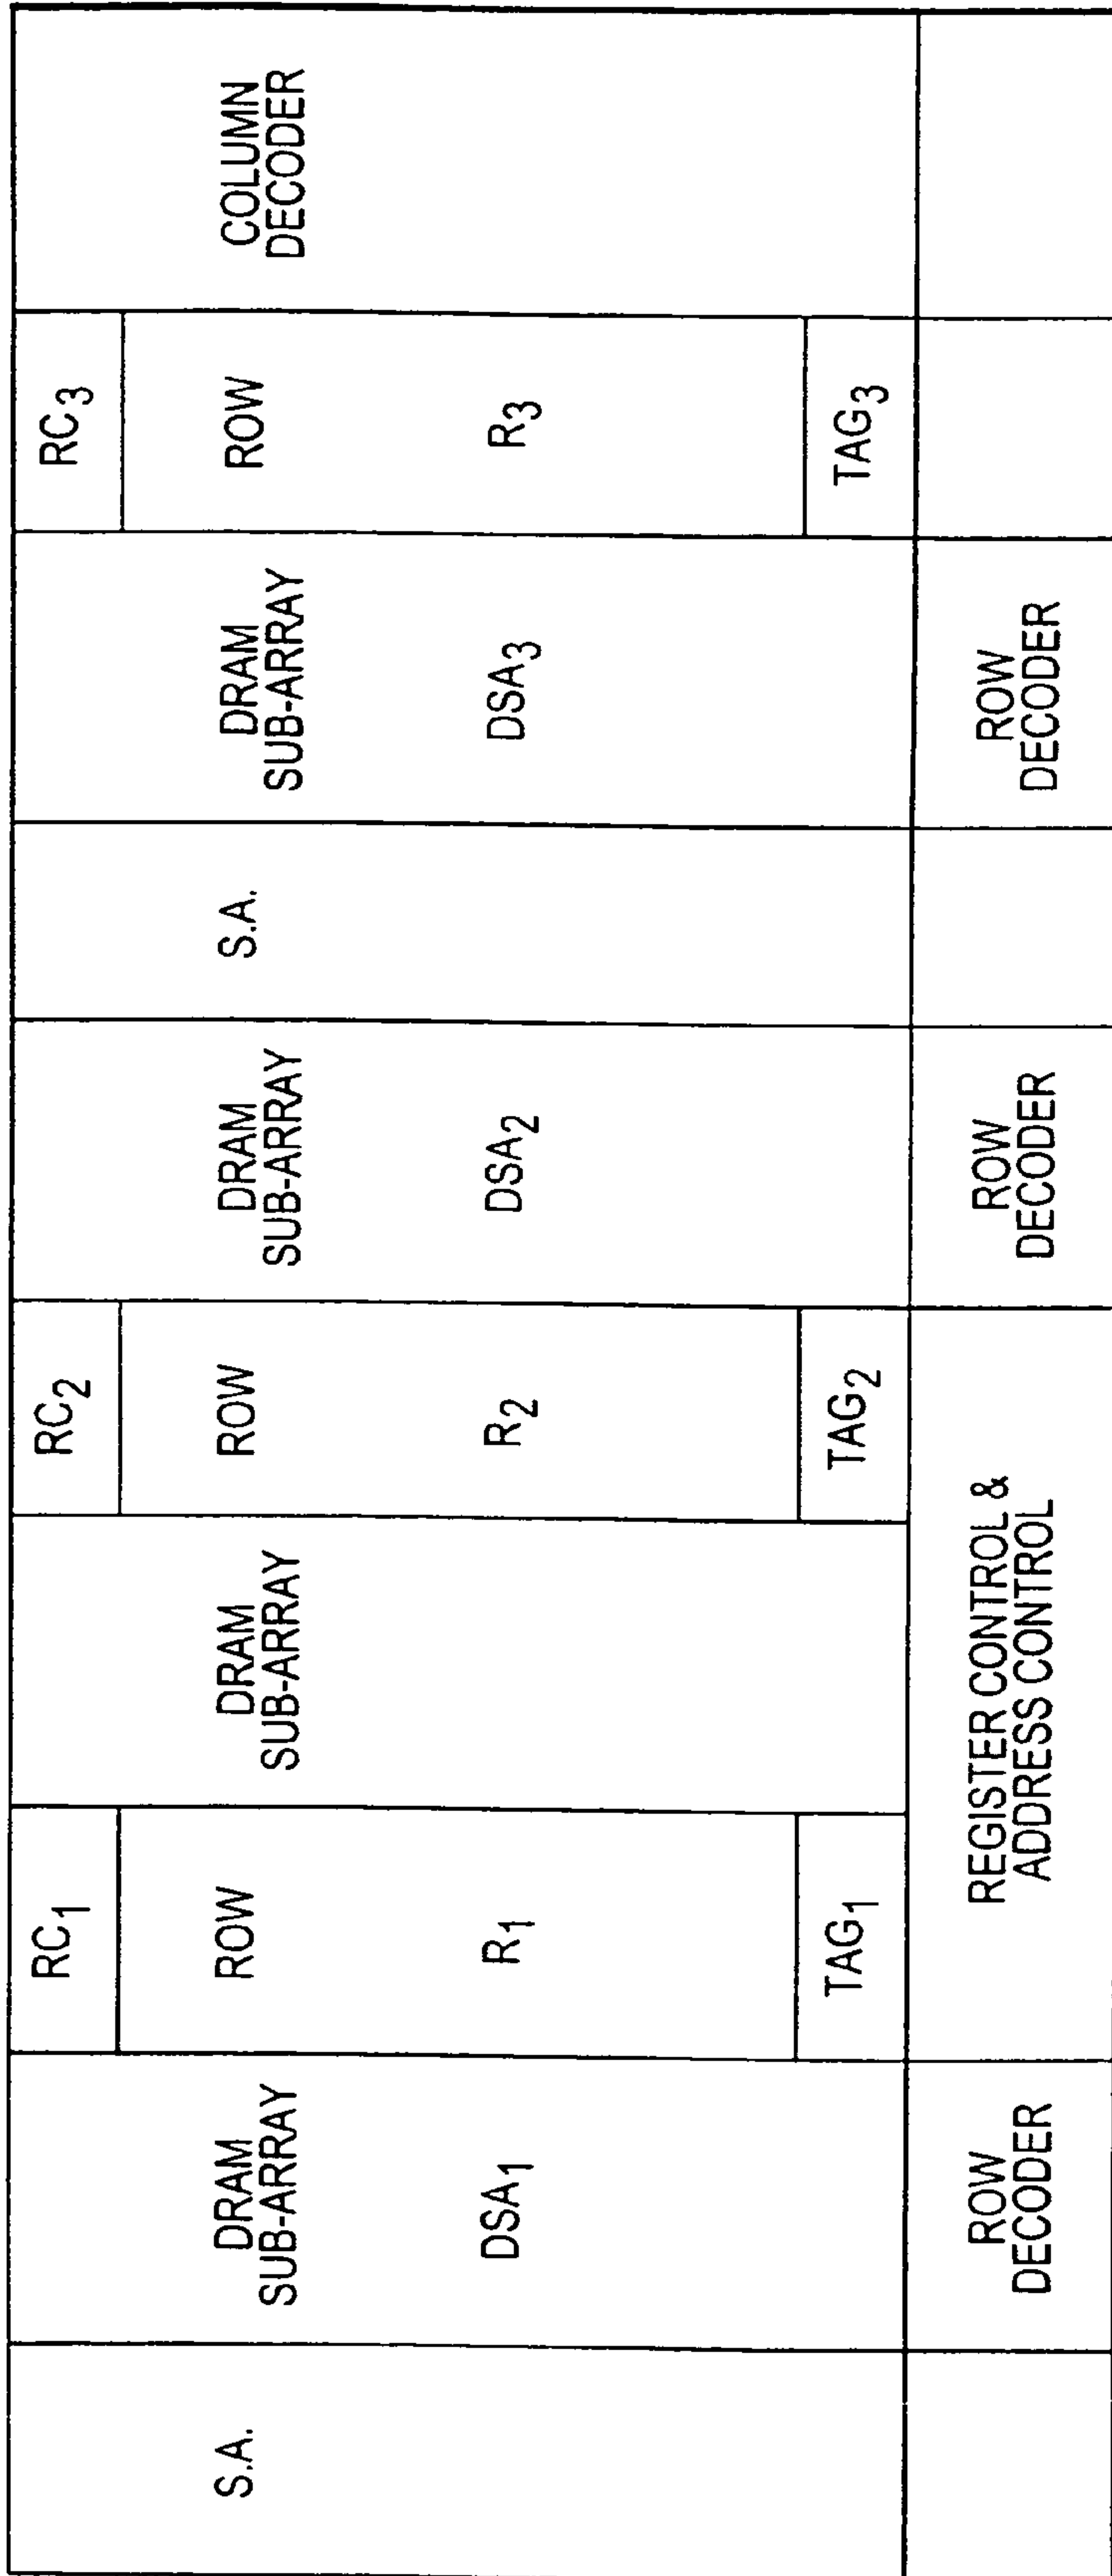 S.A.
DRAM
SUB-ARRAY
DSA1
ROW
DECODER
RC1
ROW
R1
TAG1
DRAM
SUB-ARRAY
REGISTER CONTROL &
ADDRESS CONTROL
RC2
ROW
R2
TAG2
DRAM
SUB-ARRAY
DSA2
ROW
DECODER
S.A.
DRAM
SUB-ARRAY
DSA3
ROW
DECODER
RC3
ROW
R3
TAG3
COLUMN
DECODER